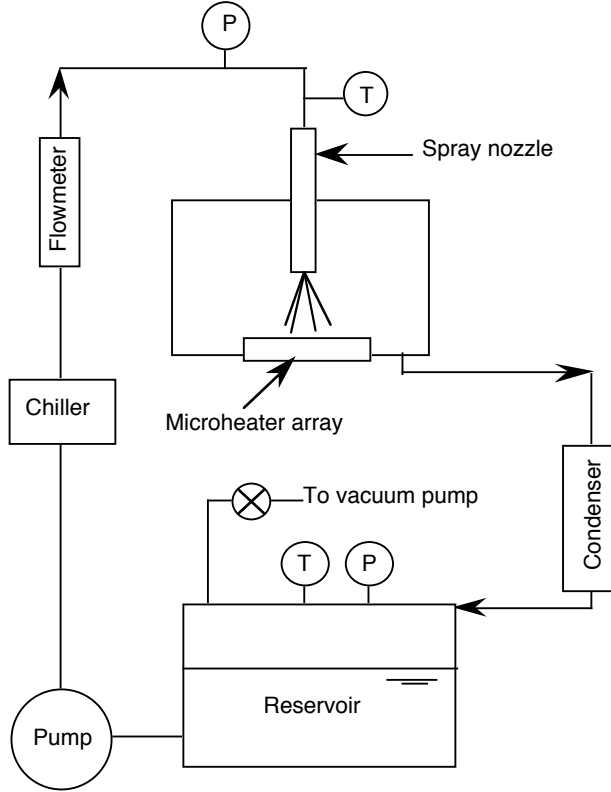 P
T
Spray nozzle
Flowmeter
Chiller
Microheater array
To vacuum pump
Condenser
T
P
Reservoir
Pump